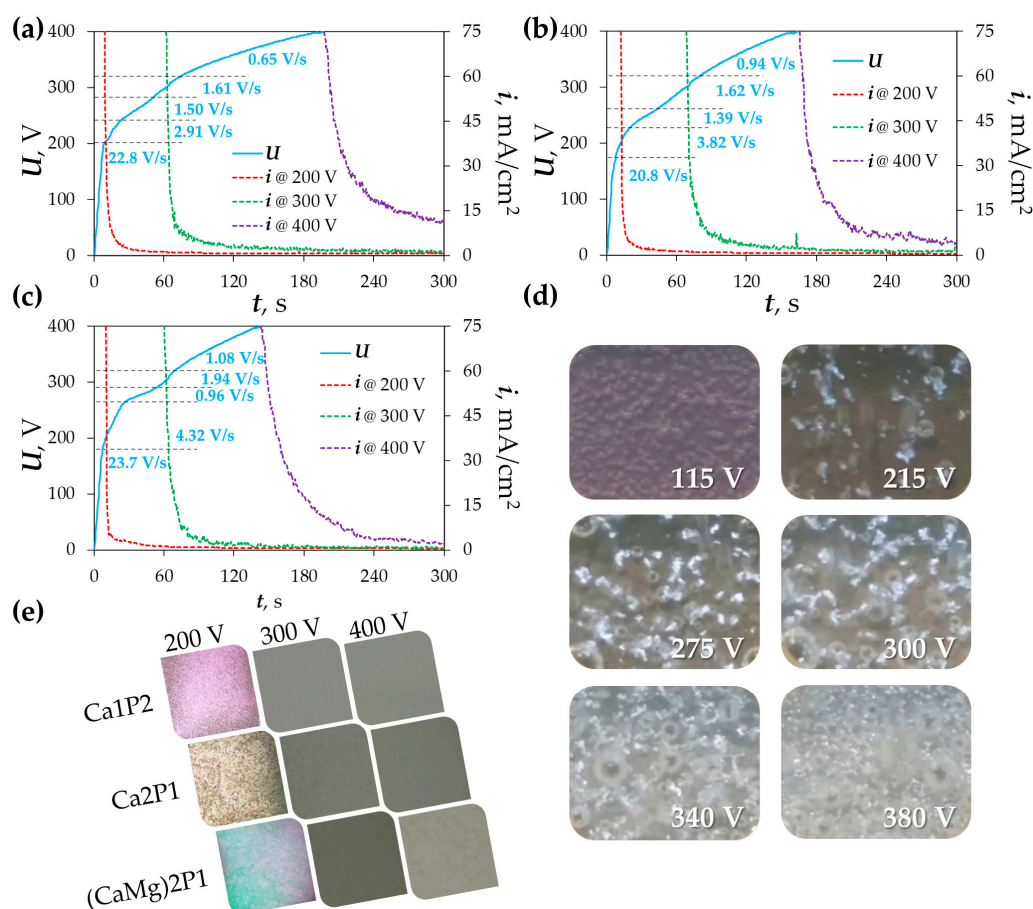 (a)
400
300
200
100
0
u, V
0 60 120 180 240 300
t, s
75
60
45
30
15
0
i, mA/cm²
0.65 V/s
1.61 V/s
1.50 V/s
2.91 V/s
22.8 V/s
u
i @ 200 V
i @ 300 V
i @ 400 V
(b)
400
300
200
100
0
u, V
0 60 120 180 240 300
t, s
75
60
45
30
15
0
i, mA/cm²
0.94 V/s
1.62 V/s
1.39 V/s
3.82 V/s
20.8 V/s
u
i @ 200 V
i @ 300 V
i @ 400 V
(c)
400
300
200
100
0
u, V
0 60 120 180 240 300
t, s
75
60
45
30
15
0
i, mA/cm²
1.08 V/s
1.94 V/s
0.96 V/s
4.32 V/s
23.7 V/s
u
i @ 200 V
i @ 300 V
i @ 400 V
(d)
115 V
215 V
275 V
300 V
340 V
380 V
(e)
200 V 300 V 400 V
Ca1P2
Ca2P1
(CaMg)2P1